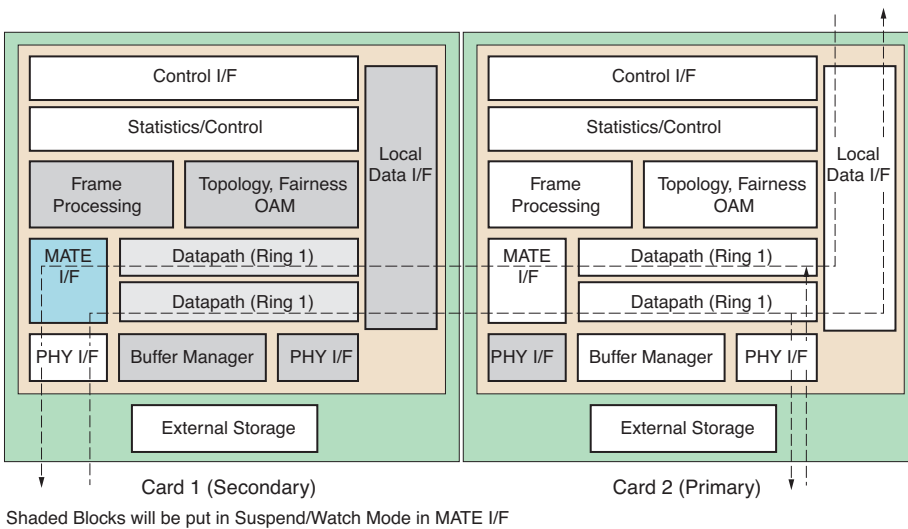 Control I/F
Statistics/Control
Local
Data I/F
Frame
Processing
Topology, Fairness
OAM
MATE
I/F
Datapath (Ring 1)
Datapath (Ring 1)
PHY I/F
Buffer Manager
PHY I/F
External Storage
Card 1 (Secondary)
Control I/F
Statistics/Control
Local
Data I/F
Frame
Processing
Topology, Fairness
OAM
MATE
I/F
Datapath (Ring 1)
Datapath (Ring 1)
PHY I/F
Buffer Manager
PHY I/F
External Storage
Card 2 (Primary)
Shaded Blocks will be put in Suspend/Watch Mode in MATE I/F